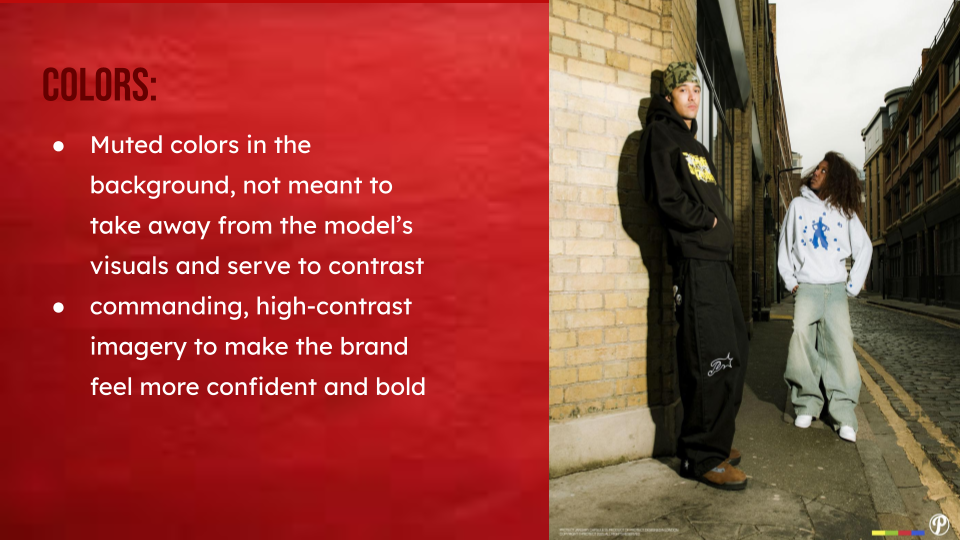 COLORS:
● Muted colors in the
background, not meant to
take away from the model’s
visuals and serve to contrast
● commanding, high-contrast
imagery to make the brand
feel more confident and bold
P